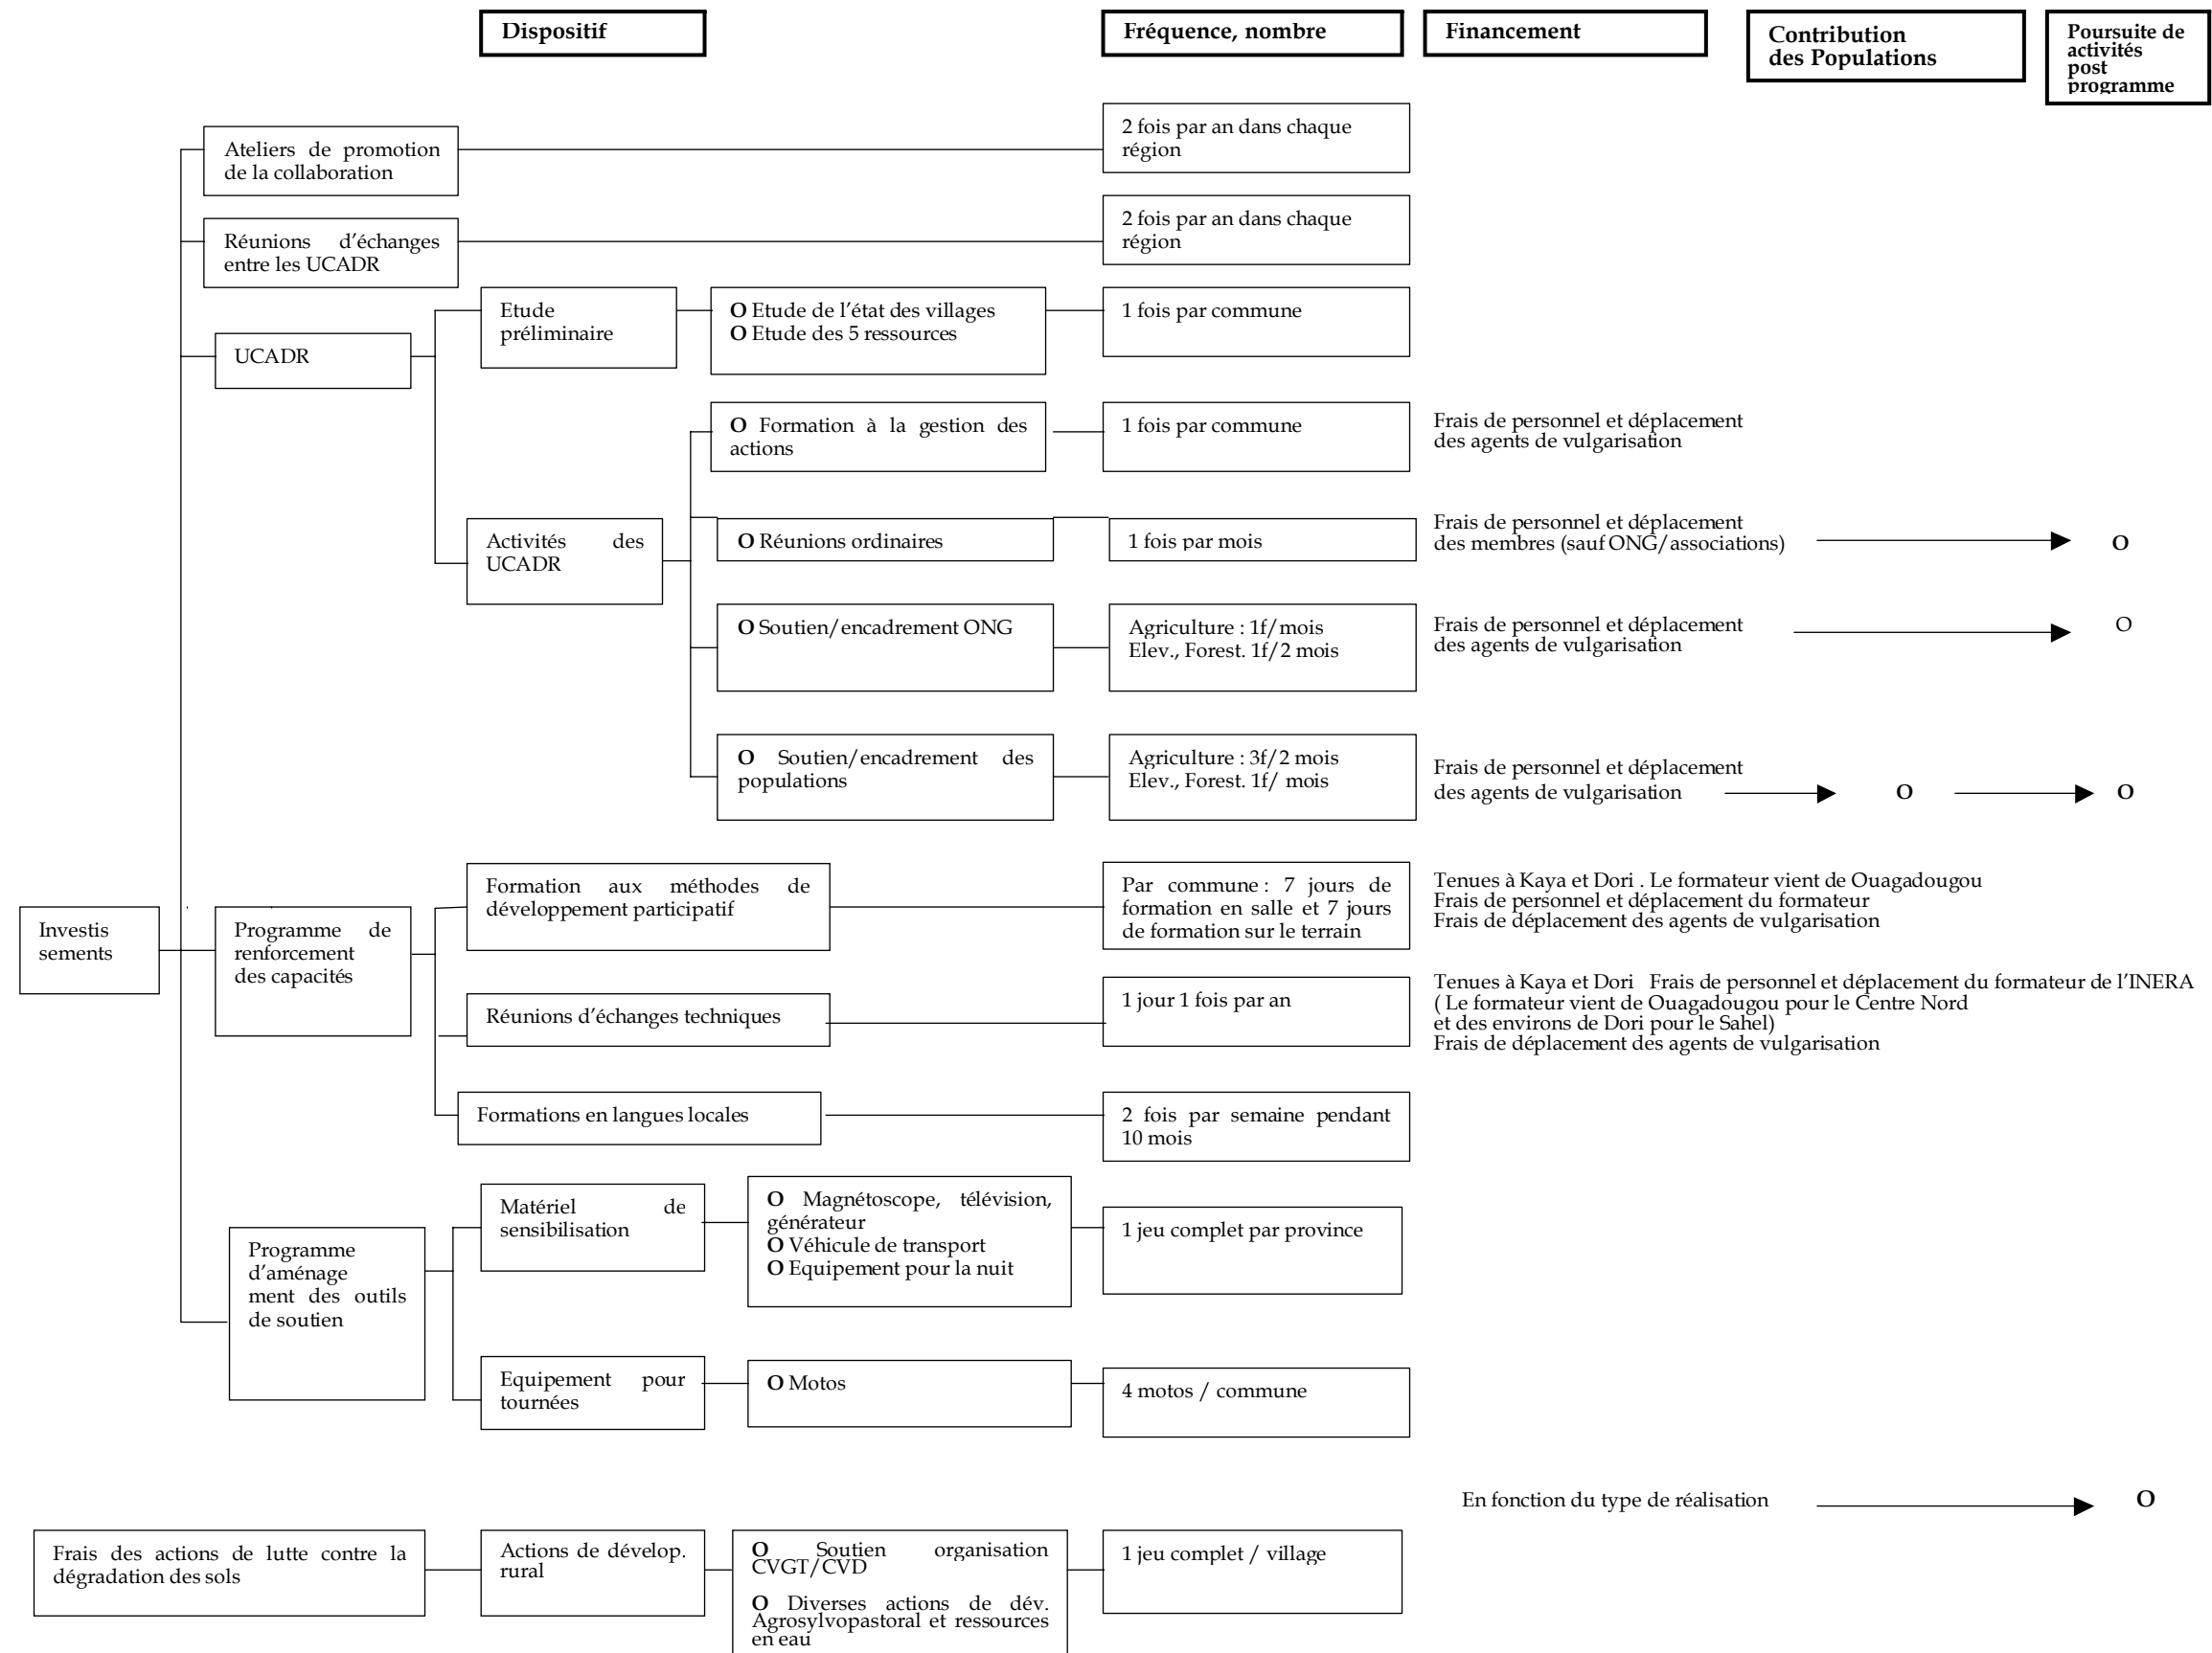 Dispositif
Fréquence, nombre
Financement
Contribution
des Populations
Poursuite de
activités
post
programme
Ateliers de promotion
de la collaboration
2 fois par an dans chaque
région
Réunions d'échanges
entre les UCADR
2 fois par an dans chaque
région
UCADR
Etude
préliminaire
O Etude de l'état des villages
O Etude des 5 ressources
1 fois par commune
O Formation à la gestion des
actions
1 fois par commune
Frais de personnel et déplacement
des agents de vulgarisation
Activités des
UCADR
O Réunions ordinaires
1 fois par mois
Frais de personnel et déplacement
des membres (sauf ONG/associations)
O
O Soutien/encadrement ONG
Agriculture : 1f/mois
Elev., Forest. 1f/2 mois
Frais de personnel et déplacement
des agents de vulgarisation
O
O Soutien/encadrement des
populations
Agriculture : 3f/2 mois
Elev., Forest. 1f/ mois
Frais de personnel et déplacement
des agents de vulgarisation
O
O
Investis
sements
Programme de
renforcement
des capacités
Formation aux méthodes de
développement participatif
Par commune : 7 jours de
formation en salle et 7 jours
de formation sur le terrain
Tenues à Kaya et Dori . Le formateur vient de Ouagadougou
Frais de personnel et déplacement du formateur
Frais de déplacement des agents de vulgarisation
Réunions d'échanges techniques
1 jour 1 fois par an
Tenues à Kaya et Dori Frais de personnel et déplacement du formateur de l'INERA
( Le formateur vient de Ouagadougou pour le Centre Nord
et des environs de Dori pour le Sahel)
Frais de déplacement des agents de vulgarisation
Formations en langues locales
2 fois par semaine pendant
10 mois
Programme
d'aménage
ment des outils
de soutien
Matériel de
sensibilisation
O Magnétoscope, télévision,
générateur
O Véhicule de transport
O Equipement pour la nuit
1 jeu complet par province
Equipement pour
tournées
O Motos
4 motos / commune
En fonction du type de réalisation
O
Frais des actions de lutte contre la
dégradation des sols
Actions de dévelop.
rural
O Soutien organisation
CVGT/CVD
O Diverses actions de dév.
Agrosylvopastoral et ressources
en eau
1 jeu complet / village